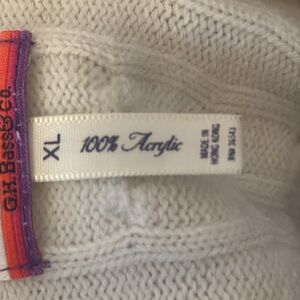 G.H. Bass & Co.
XL
100% Acrylic
MADE IN
HONG KONG
RN# 36543